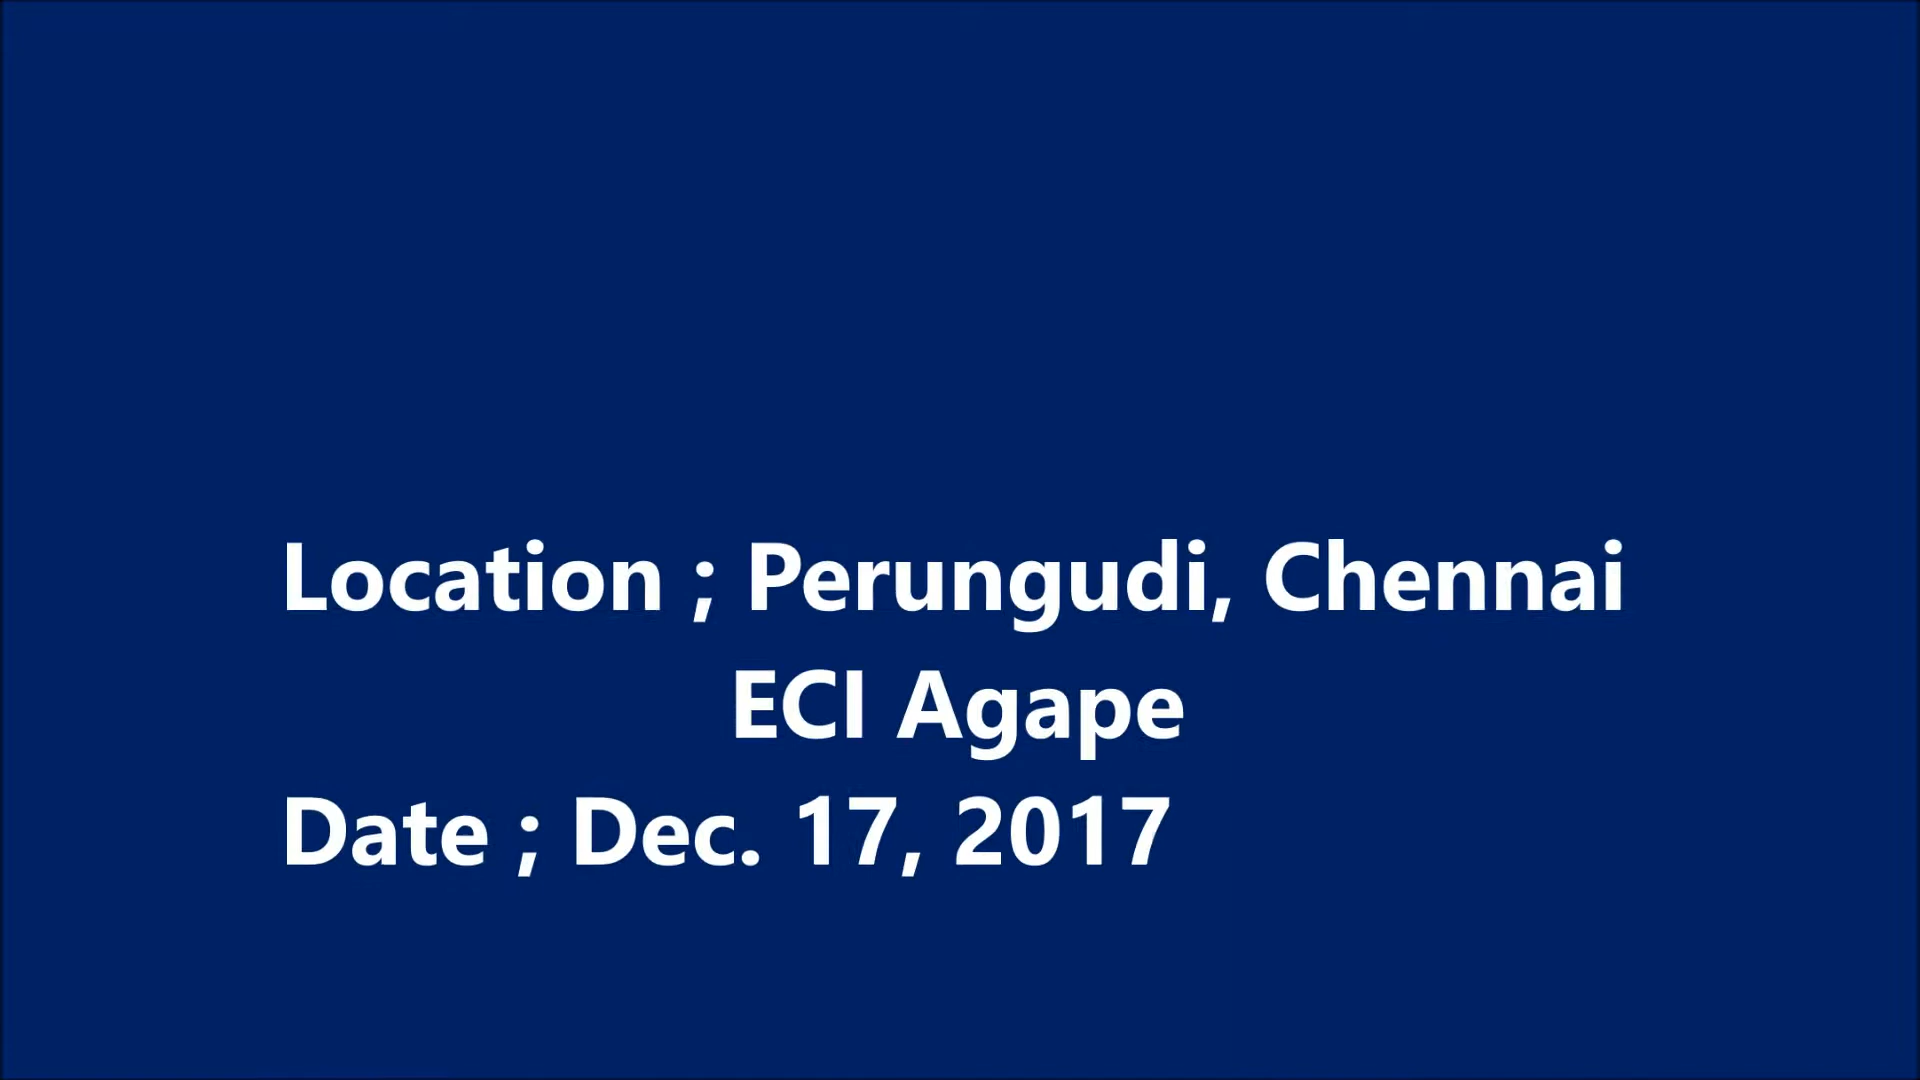 Location ; Perungudi, Chennai
ECI Agape
Date ; Dec. 17, 2017